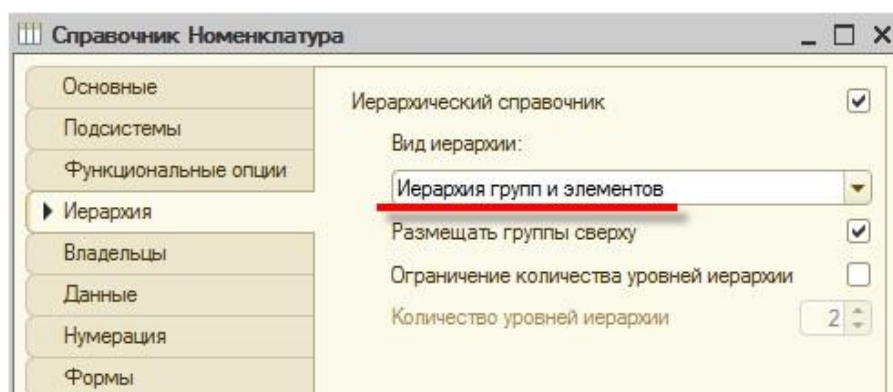 Справочник Номенклатура
Основные
Подсистемы
Функциональные опции
Иерархия
Владельцы
Данные
Нумерация
Формы
Иерархический справочник
Вид иерархии:
Иерархия групп и элементов
Размещать группы сверху
Ограничение количества уровней иерархии
Количество уровней иерархии
2